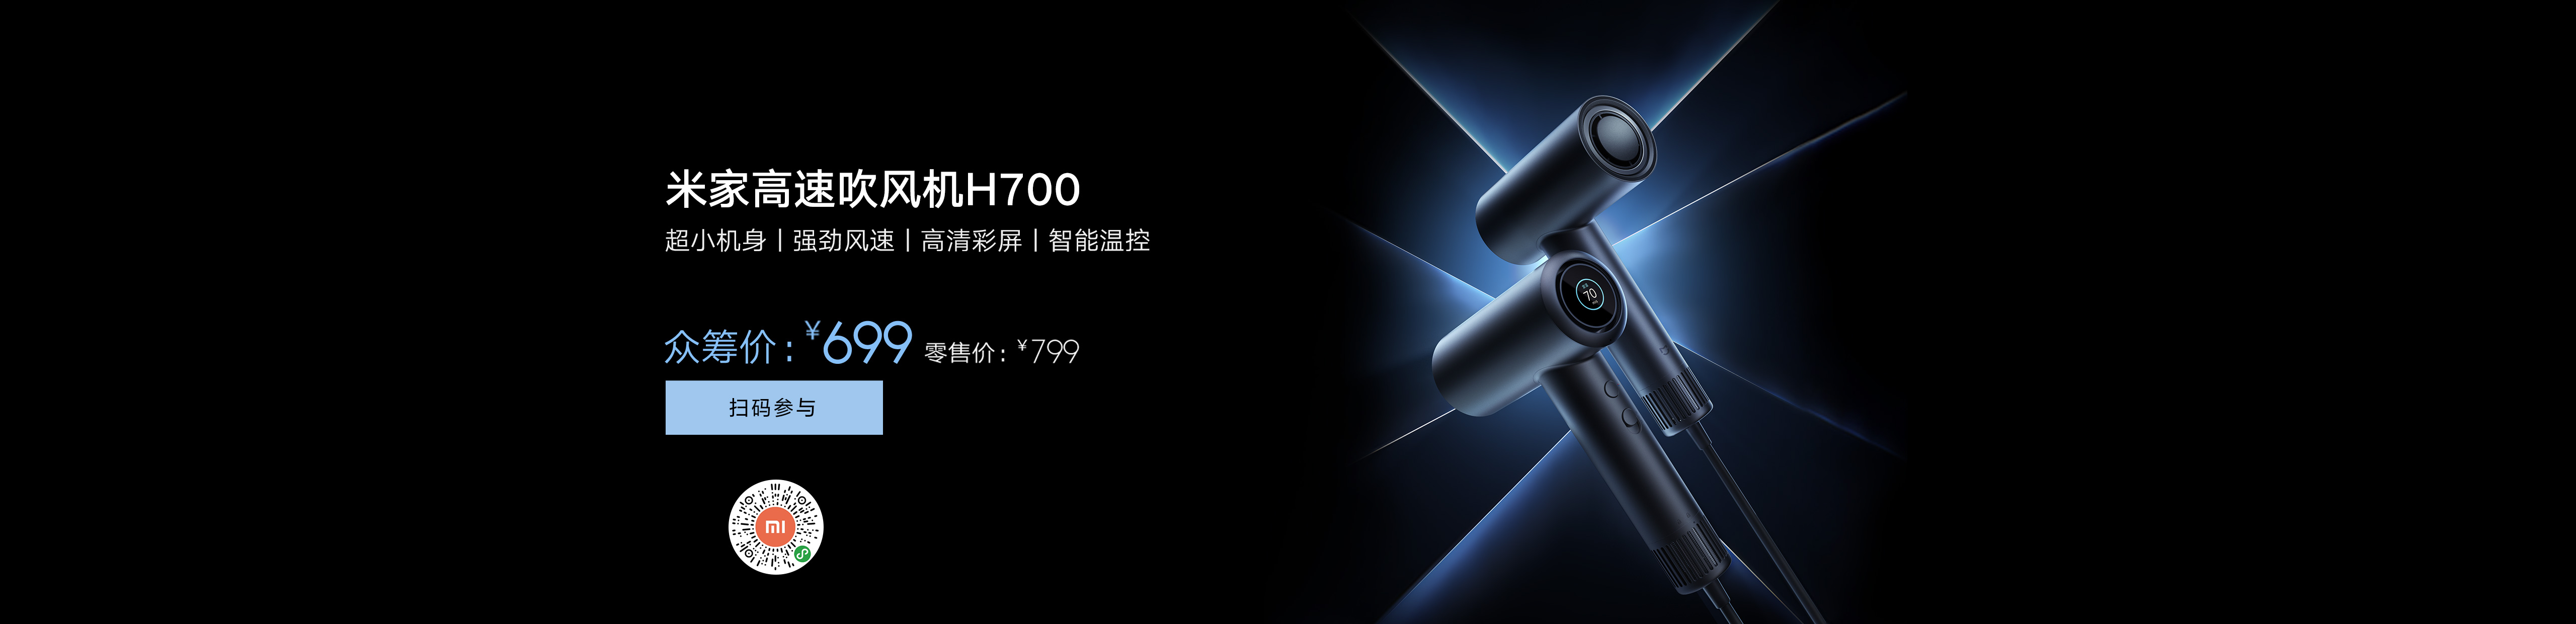 米家高速吹风机H700
超小机身 | 强劲风速 | 高清彩屏 | 智能温控
众筹价：¥699 零售价：¥799
扫码参与
70